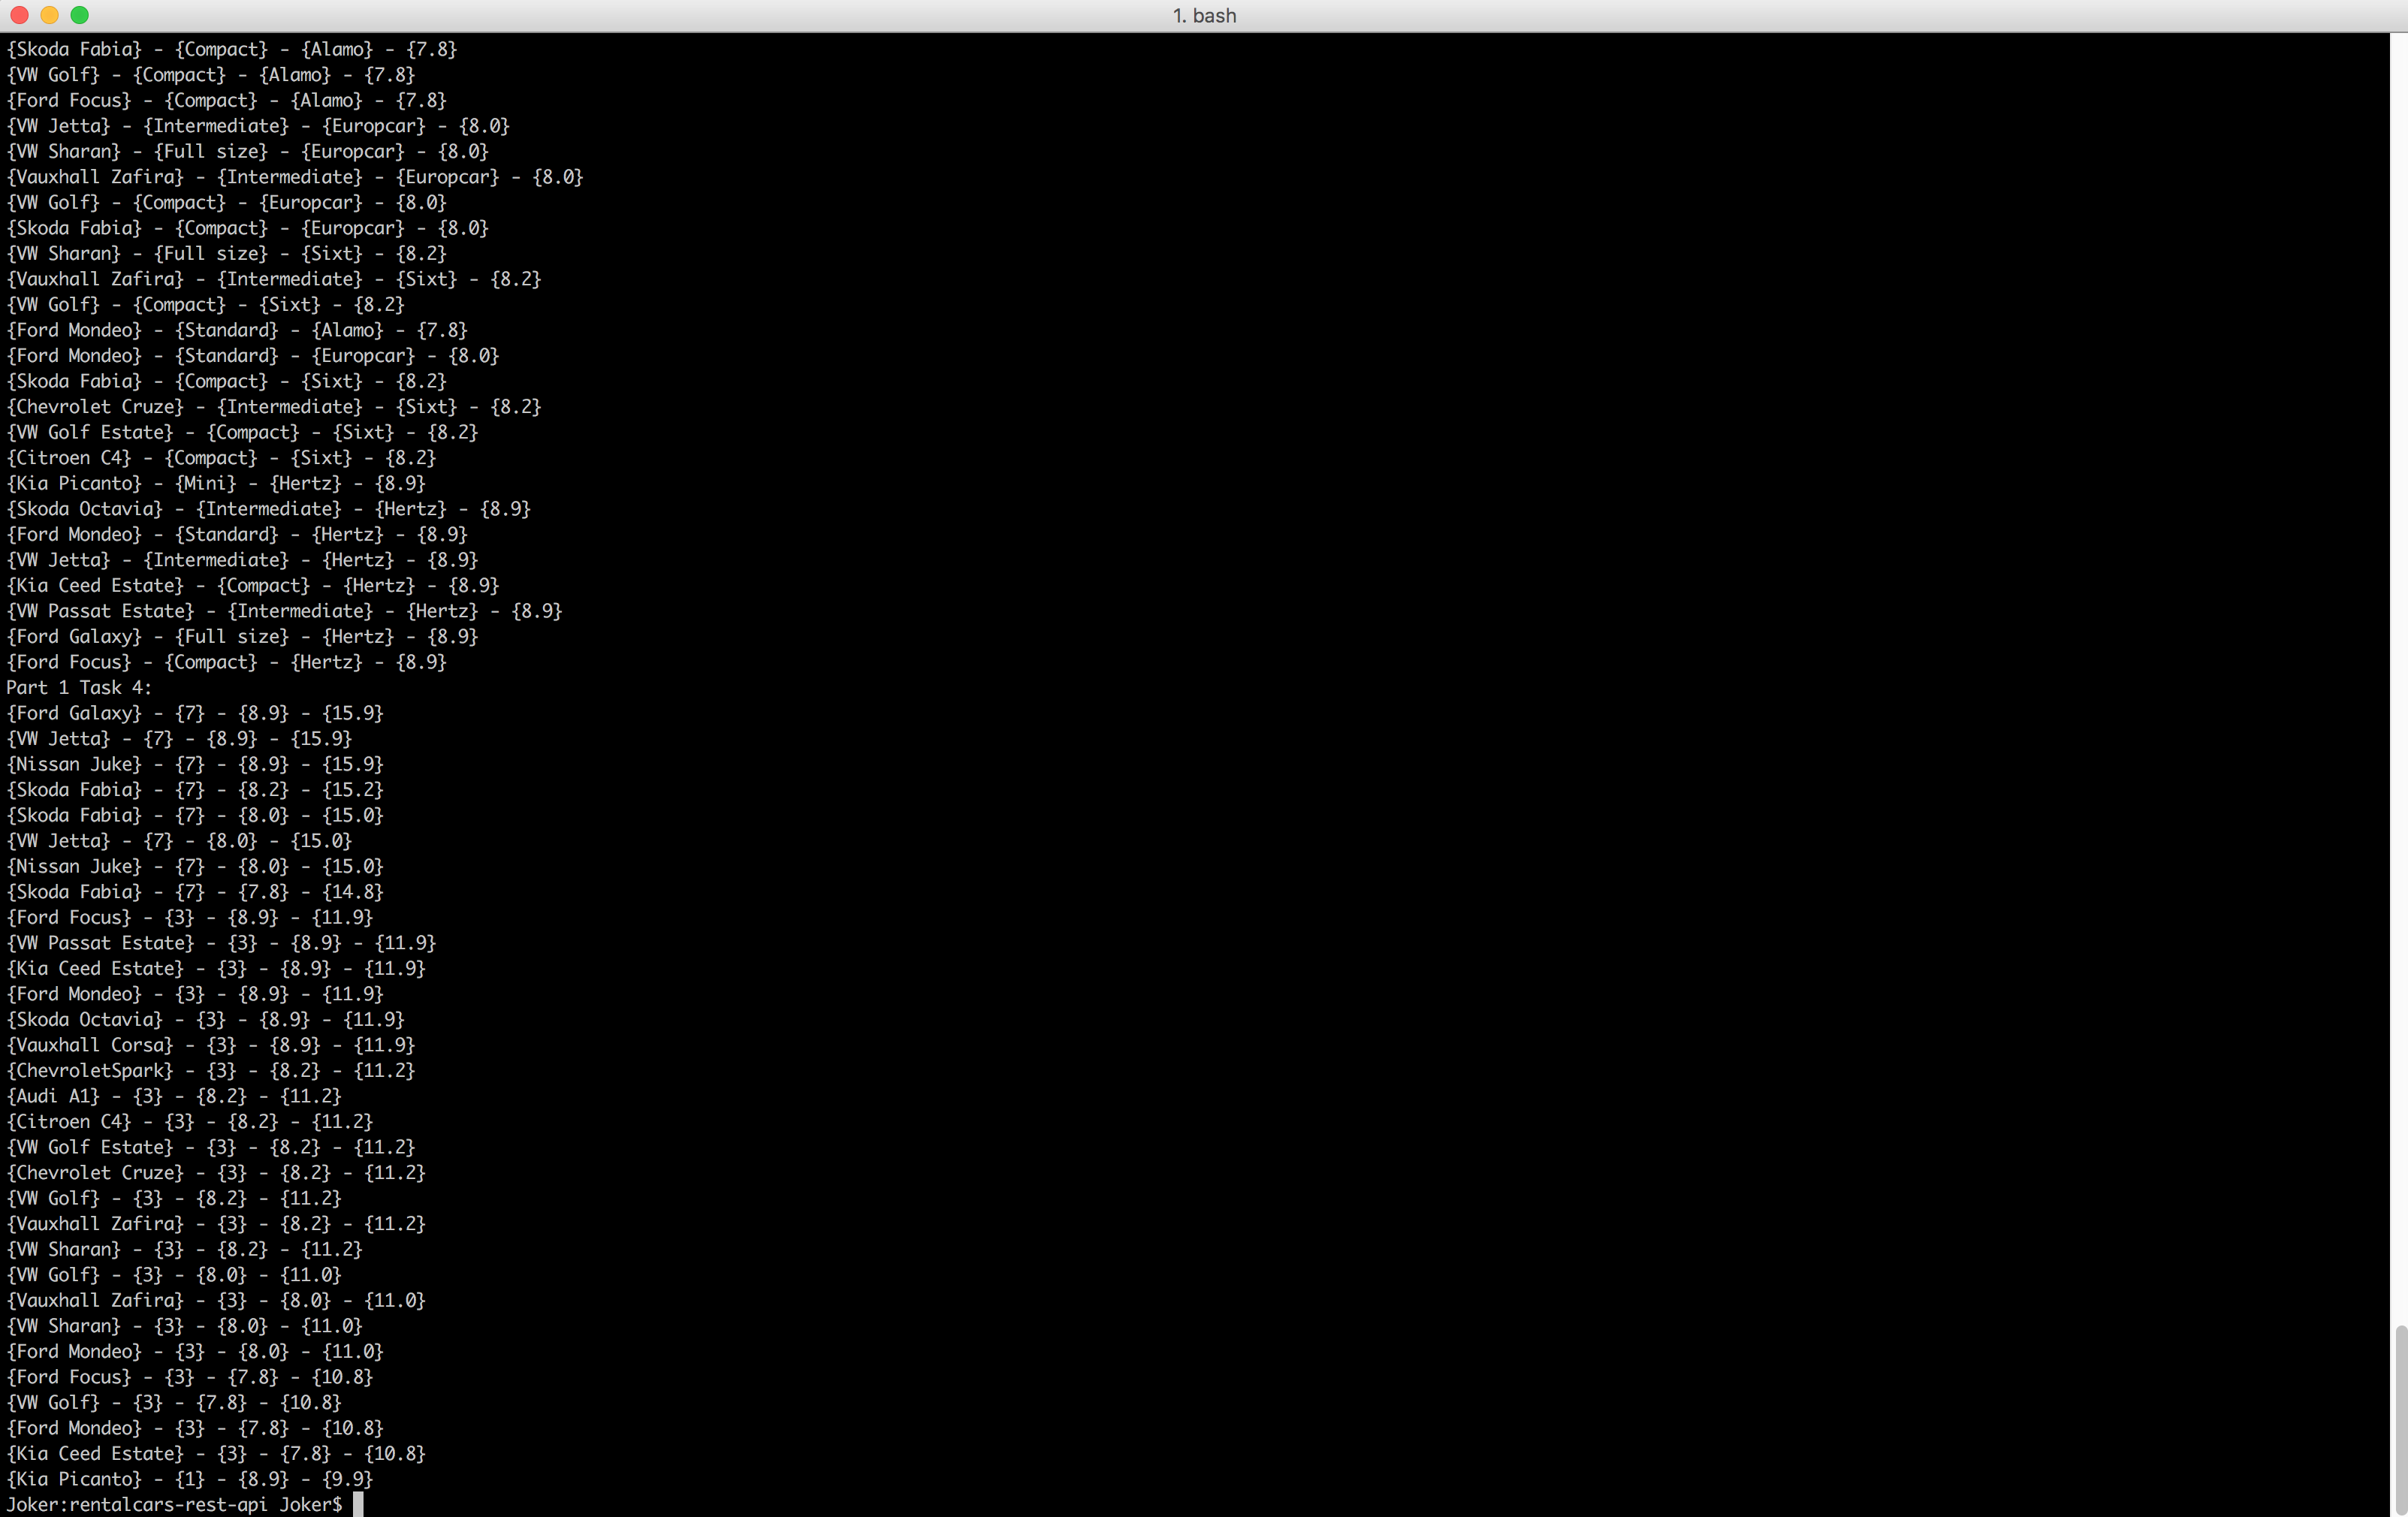 1. bash
{Skoda Fabia} - {Compact} - {Alamo} - {7.8}
{VW Golf} - {Compact} - {Alamo} - {7.8}
{Ford Focus} - {Compact} - {Alamo} - {7.8}
{VW Jetta} - {Intermediate} - {Europcar} - {8.0}
{VW Sharan} - {Full size} - {Europcar} - {8.0}
{Vauxhall Zafira} - {Intermediate} - {Europcar} - {8.0}
{VW Golf} - {Compact} - {Europcar} - {8.0}
{Skoda Fabia} - {Compact} - {Europcar} - {8.0}
{VW Sharan} - {Full size} - {Sixt} - {8.2}
{Vauxhall Zafira} - {Intermediate} - {Sixt} - {8.2}
{VW Golf} - {Compact} - {Sixt} - {8.2}
{Ford Mondeo} - {Standard} - {Alamo} - {7.8}
{Ford Mondeo} - {Standard} - {Europcar} - {8.0}
{Skoda Fabia} - {Compact} - {Sixt} - {8.2}
{Chevrolet Cruze} - {Intermediate} - {Sixt} - {8.2}
{VW Golf Estate} - {Compact} - {Sixt} - {8.2}
{Citroen C4} - {Compact} - {Sixt} - {8.2}
{Kia Picanto} - {Mini} - {Hertz} - {8.9}
{Skoda Octavia} - {Intermediate} - {Hertz} - {8.9}
{Ford Mondeo} - {Standard} - {Hertz} - {8.9}
{VW Jetta} - {Intermediate} - {Hertz} - {8.9}
{Kia Ceed Estate} - {Compact} - {Hertz} - {8.9}
{VW Passat Estate} - {Intermediate} - {Hertz} - {8.9}
{Ford Galaxy} - {Full size} - {Hertz} - {8.9}
{Ford Focus} - {Compact} - {Hertz} - {8.9}
Part 1 Task 4:
{Ford Galaxy} - {7} - {8.9} - {15.9}
{VW Jetta} - {7} - {8.9} - {15.9}
{Nissan Juke} - {7} - {8.9} - {15.9}
{Skoda Fabia} - {7} - {8.2} - {15.2}
{Skoda Fabia} - {7} - {8.0} - {15.0}
{VW Jetta} - {7} - {8.0} - {15.0}
{Nissan Juke} - {7} - {8.0} - {15.0}
{Skoda Fabia} - {7} - {7.8} - {14.8}
{Ford Focus} - {3} - {8.9} - {11.9}
{VW Passat Estate} - {3} - {8.9} - {11.9}
{Kia Ceed Estate} - {3} - {8.9} - {11.9}
{Ford Mondeo} - {3} - {8.9} - {11.9}
{Skoda Octavia} - {3} - {8.9} - {11.9}
{Vauxhall Corsa} - {3} - {8.9} - {11.9}
{ChevroletSpark} - {3} - {8.2} - {11.2}
{Audi A1} - {3} - {8.2} - {11.2}
{Citroen C4} - {3} - {8.2} - {11.2}
{VW Golf Estate} - {3} - {8.2} - {11.2}
{Chevrolet Cruze} - {3} - {8.2} - {11.2}
{VW Golf} - {3} - {8.2} - {11.2}
{Vauxhall Zafira} - {3} - {8.2} - {11.2}
{VW Sharan} - {3} - {8.2} - {11.2}
{VW Golf} - {3} - {8.0} - {11.0}
{Vauxhall Zafira} - {3} - {8.0} - {11.0}
{VW Sharan} - {3} - {8.0} - {11.0}
{Ford Mondeo} - {3} - {8.0} - {11.0}
{Ford Focus} - {3} - {7.8} - {10.8}
{VW Golf} - {3} - {7.8} - {10.8}
{Ford Mondeo} - {3} - {7.8} - {10.8}
{Kia Ceed Estate} - {3} - {7.8} - {10.8}
{Kia Picanto} - {1} - {8.9} - {9.9}
Joker:rentalcars-rest-api Joker$